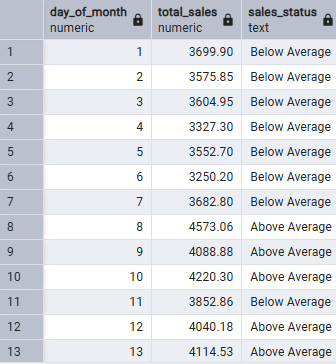 day_of_month total_sales sales_status
numeric numeric text
1 1 3699.90 Below Average
2 2 3575.85 Below Average
3 3 3604.95 Below Average
4 4 3327.30 Below Average
5 5 3552.70 Below Average
6 6 3250.20 Below Average
7 7 3682.80 Below Average
8 8 4573.06 Above Average
9 9 4088.88 Above Average
10 10 4220.30 Above Average
11 11 3852.86 Below Average
12 12 4040.18 Above Average
13 13 4114.53 Above Average